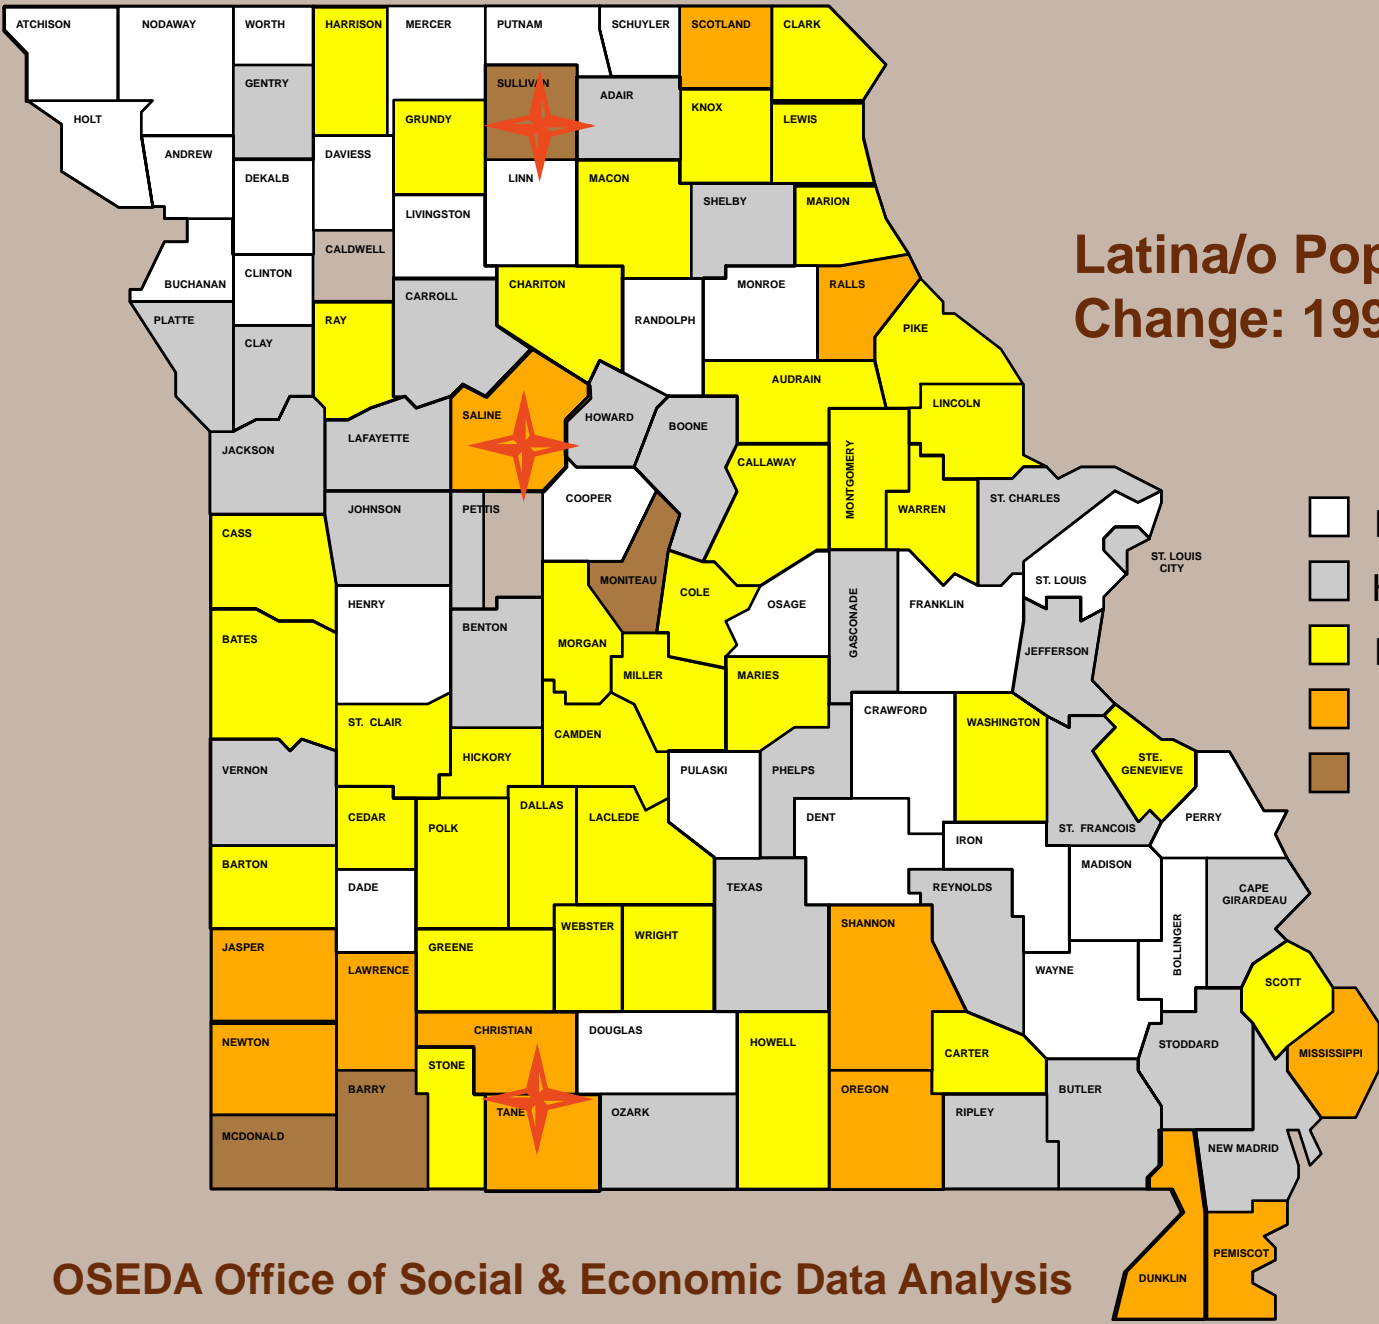 ATCHISON
NODAWAY
WORTH
HARRISON
MERCER
PUTNAM
SCHUYLER
SCOTLAND
CLARK
GENTRY
SULLIVAN
ADAIR
KNOX
LEWIS
HOLT
GRUNDY
ANDREW
DAVIESS
DEKALB
LINN
MACON
SHELBY
MARION
LIVINGSTON
CALDWELL
Latina/o Pop
Change: 199
BUCHANAN
CLINTON
CARROLL
CHARITON
RANDOLPH
MONROE
RALLS
PLATTE
CLAY
RAY
PIKE
AUDRAIN
LINCOLN
SALINE
HOWARD
BOONE
JACKSON
LAFAYETTE
CALLAWAY
MONTGOMERY
COOPER
ST. CHARLES
WARREN
JOHNSON
PETTIS
CASS
ST. LOUIS
CITY
MONITEAU
ST. LOUIS
COLE
HENRY
OSAGE
GASCONADE
FRANKLIN
BENTON
BATES
MORGAN
JEFFERSON
MILLER
MARIES
CRAWFORD
WASHINGTON
ST. CLAIR
CAMDEN
HICKORY
STE.
GENEVIEVE
VERNON
PULASKI
PHELPS
DALLAS
CEDAR
POLK
LACLEDE
DENT
IRON
ST. FRANCOIS
PERRY
BARTON
MADISON
DADE
TEXAS
REYNOLDS
CAPE
GIRARDEAU
SHANNON
WEBSTER
WRIGHT
JASPER
GREENE
LAWRENCE
WAYNE
BOLLINGER
SCOTT
CHRISTIAN
DOUGLAS
NEWTON
HOWELL
STODDARD
STONE
CARTER
MISSISSIPPI
BARRY
OREGON
BUTLER
TANE
OZARK
RIPLEY
MCDONALD
NEW MADRID
PEMISCOT
DUNKLIN
OSEDA Office of Social & Economic Data Analysis